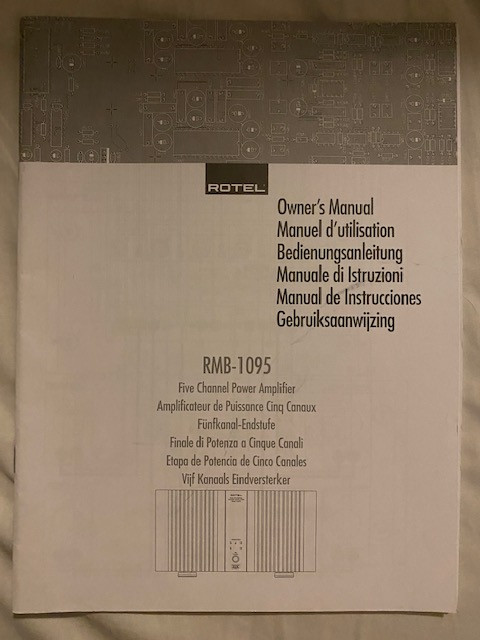 ROTEL
Owner's Manual
Manuel d'utilisation
Bedienungsanleitung
Manuale di Istruzioni
Manual de Instrucciones
Gebruiksaanwijzing
RMB-1095
Five Channel Power Amplifier
Amplificateur de Puissance Cinq Canaux
Fünfkanal-Endstufe
Finale di Potenza a Cinque Canali
Etapa de Potencia de Cinco Canales
Vijf Kanaals Eindversterker
ROTEL